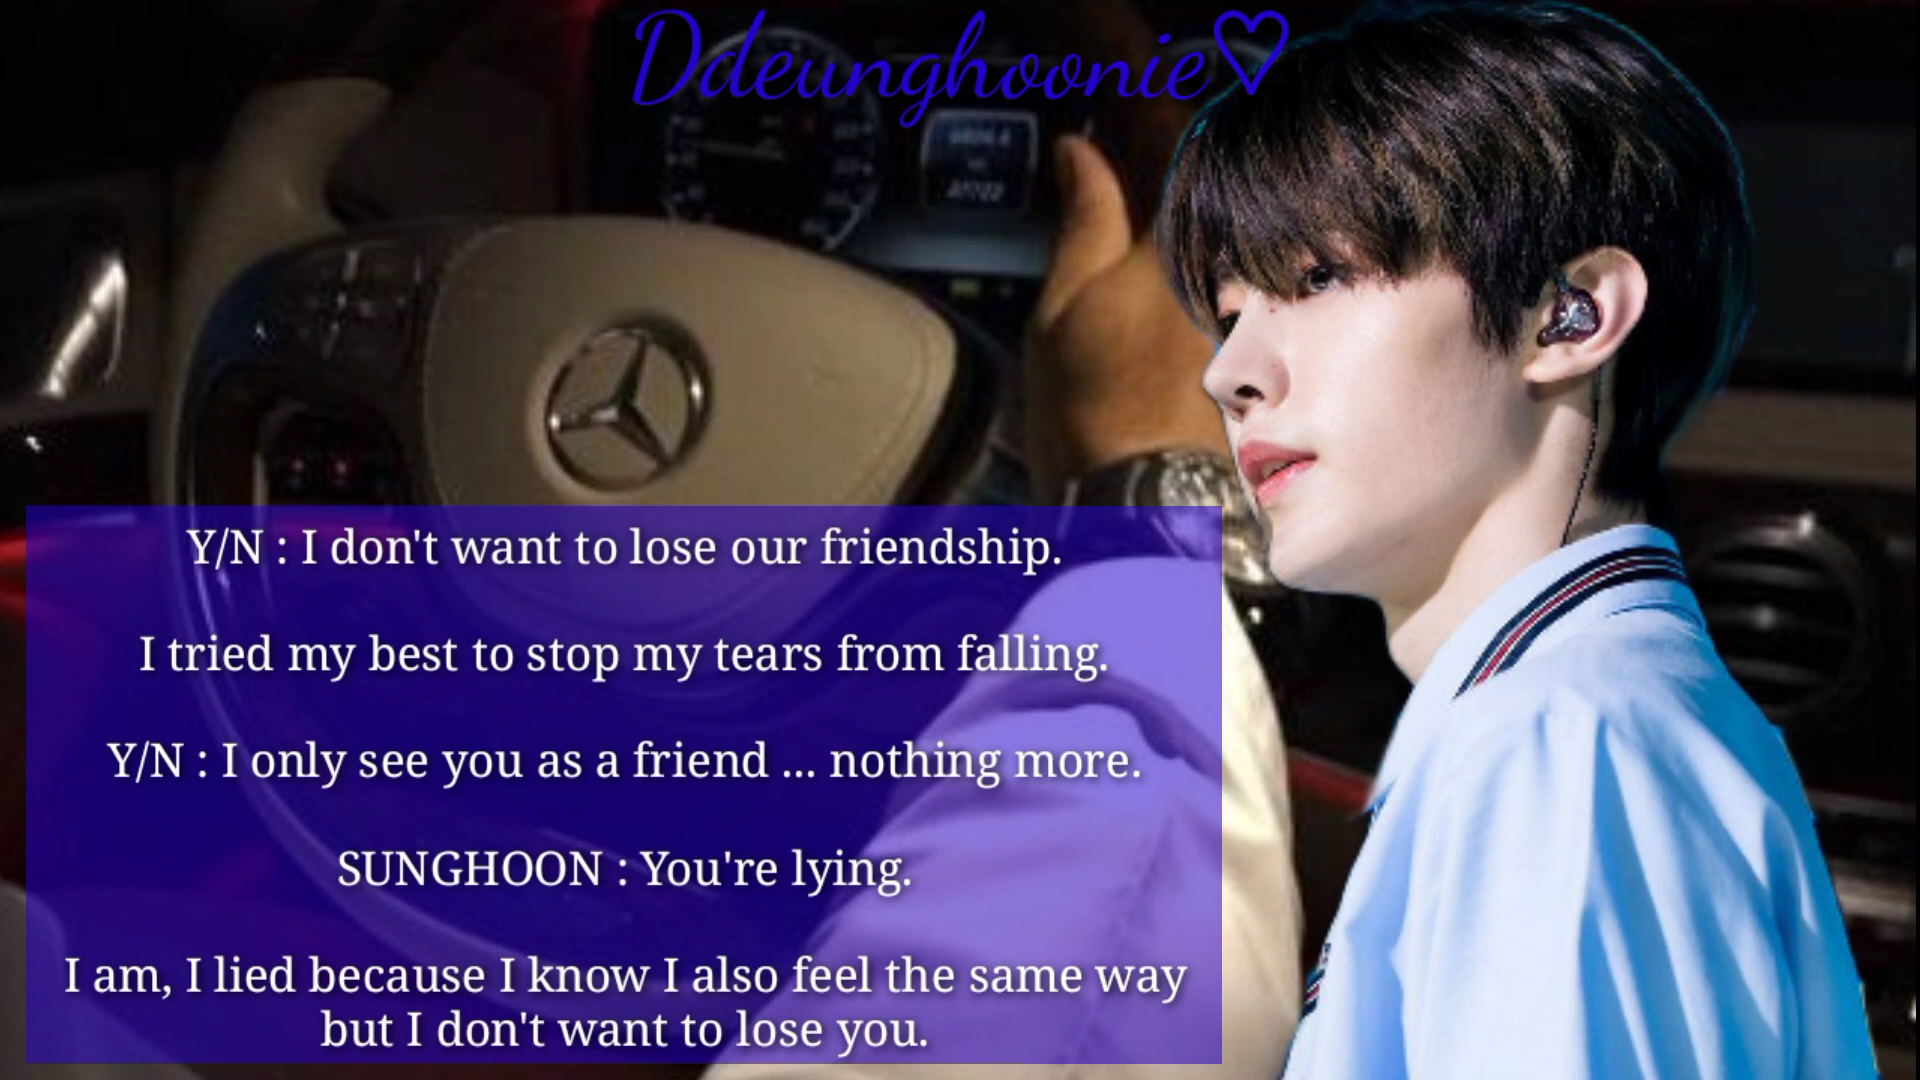 Ddeunghoonie♡
Y/N : I don't want to lose our friendship.
I tried my best to stop my tears from falling.
Y/N : I only see you as a friend ... nothing more.
SUNGHOON : You're lying.
I am, I lied because I know I also feel the same way
but I don't want to lose you.